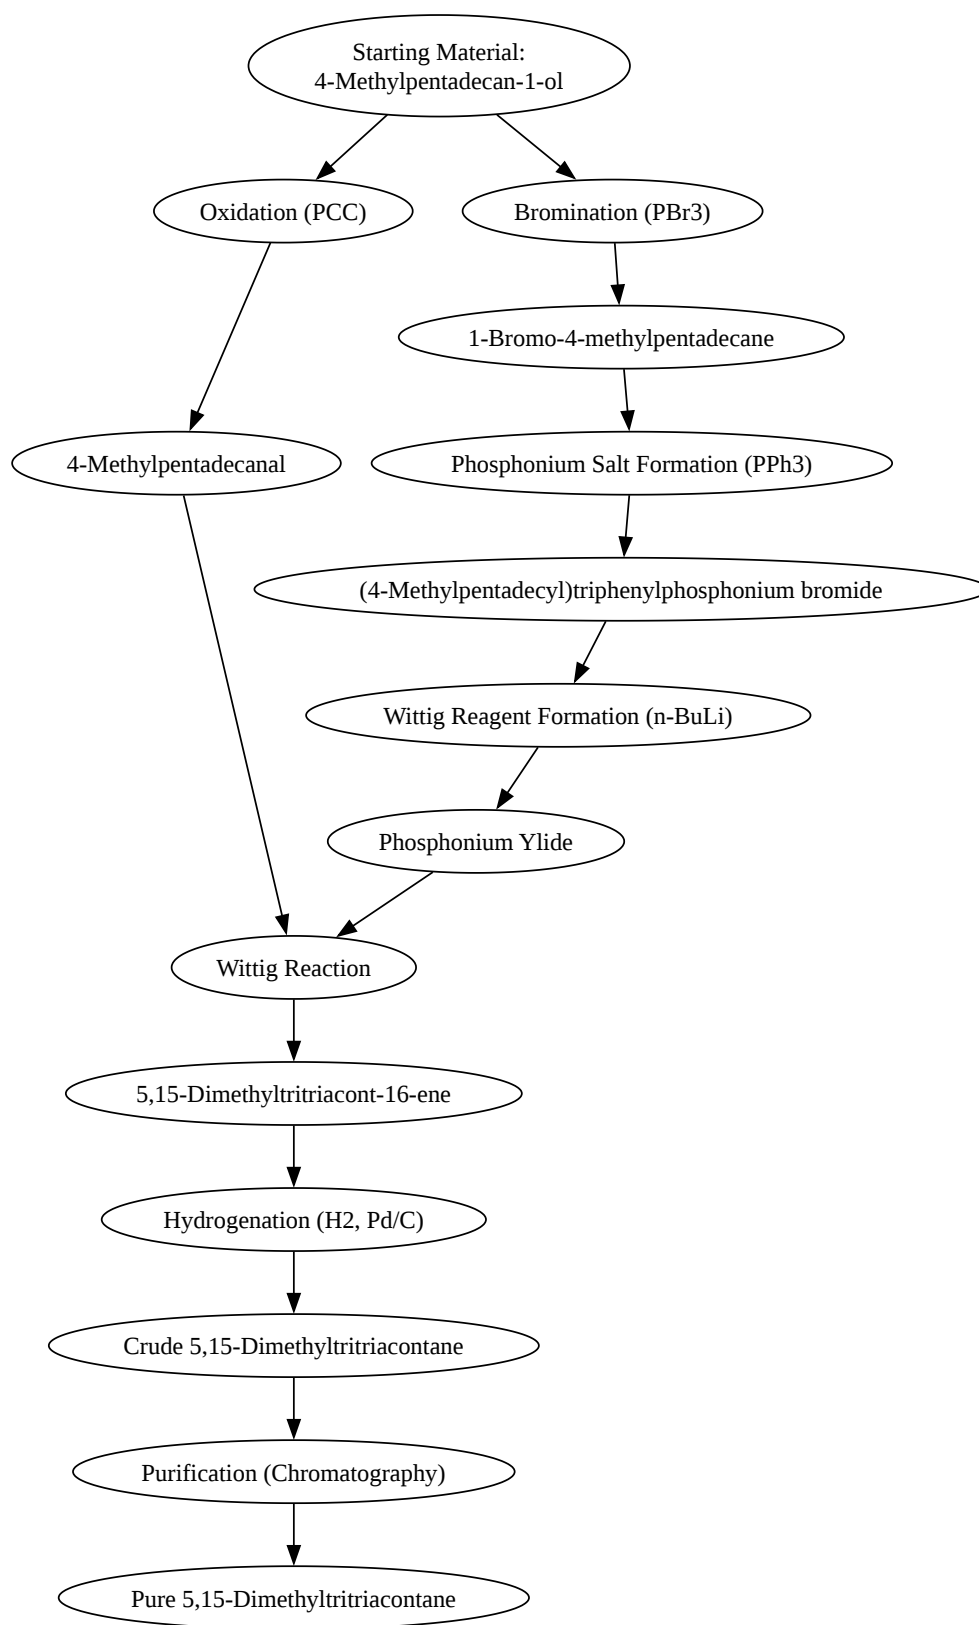 Starting Material:
4-Methylpentadecan-1-ol
Oxidation (PCC)
Bromination (PBr3)
1-Bromo-4-methylpentadecane
4-Methylpentadecanal
Phosphonium Salt Formation (PPh3)
(4-Methylpentadecyl)triphenylphosphonium bromide
Wittig Reagent Formation (n-BuLi)
Phosphonium Ylide
Wittig Reaction
5,15-Dimethyltritriacont-16-ene
Hydrogenation (H2, Pd/C)
Crude 5,15-Dimethyltritriacontane
Purification (Chromatography)
Pure 5,15-Dimethyltritriacontane